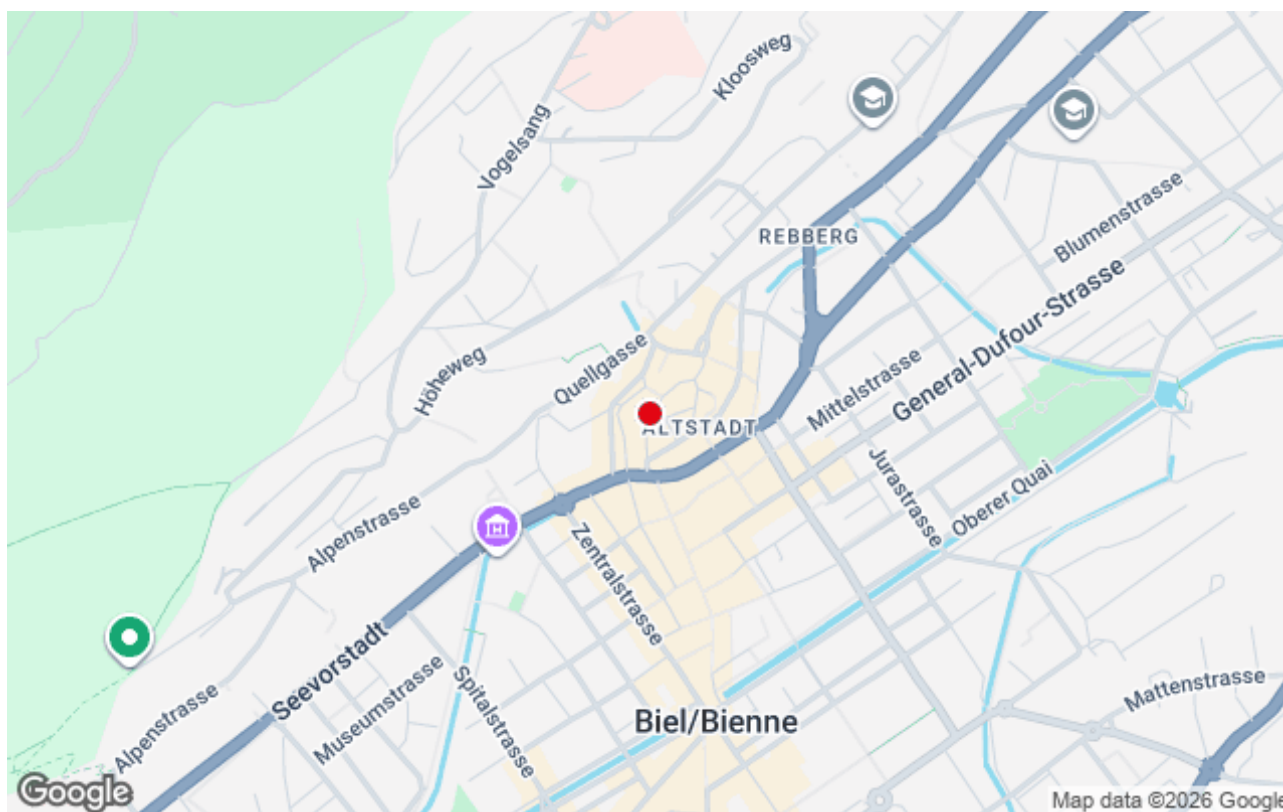 Kloosweg
Vogelsang
REBBERG
Blumenstrasse
General-Dufour-Strasse
Höheweg
Quellgasse
Mittelstrasse
ALTSTADT
Jurastrasse
Oberer Quai
Alpenstrasse
Zentralstrasse
Seevorstadt
Museumstrasse
Spitalstrasse
Alpenstrasse
Mattenstrasse
Biel/Bienne
Google
Map data ©2026 Google